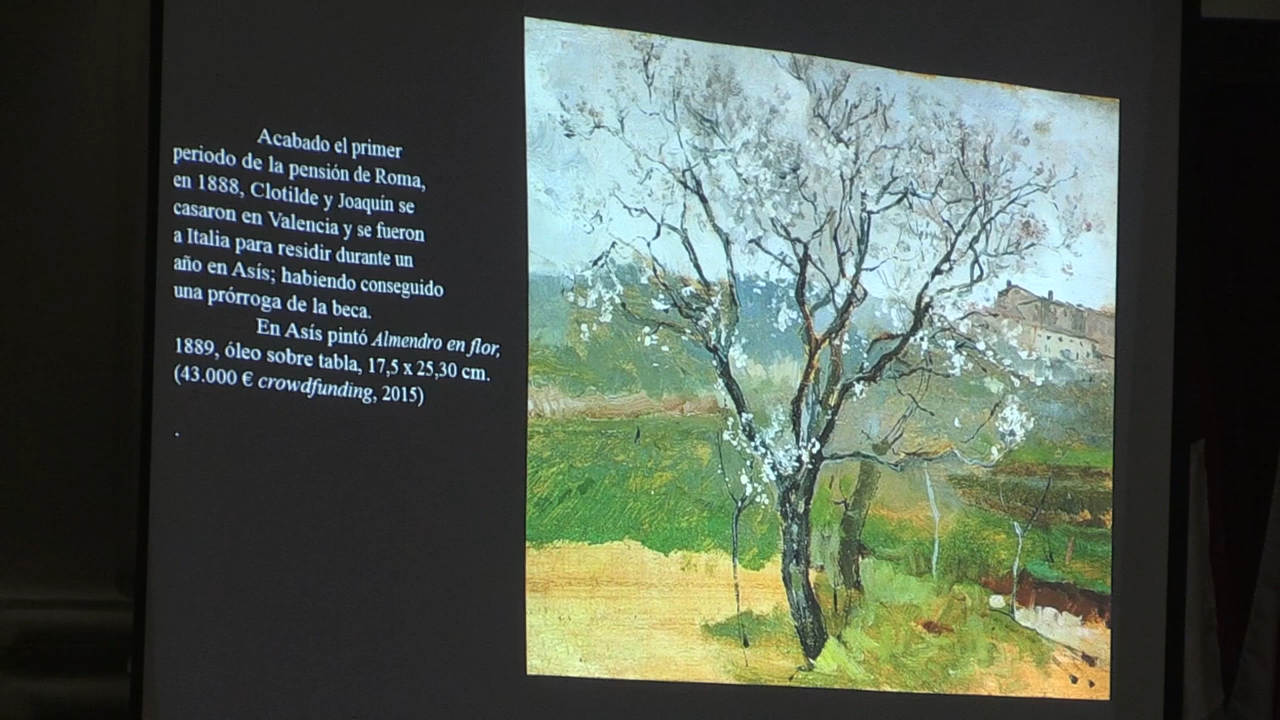 Acabado el primer
periodo de la pensión de Roma,
en 1888, Clotilde y Joaquín se
casaron en Valencia y se fueron
a Italia para residir durante un
año en Asís; habiendo conseguido
una prórroga de la beca.
En Asís pintó Almendro en flor,
1889, óleo sobre tabla, 17,5 x 25,30 cm.
(43.000 € crowdfunding, 2015)
.